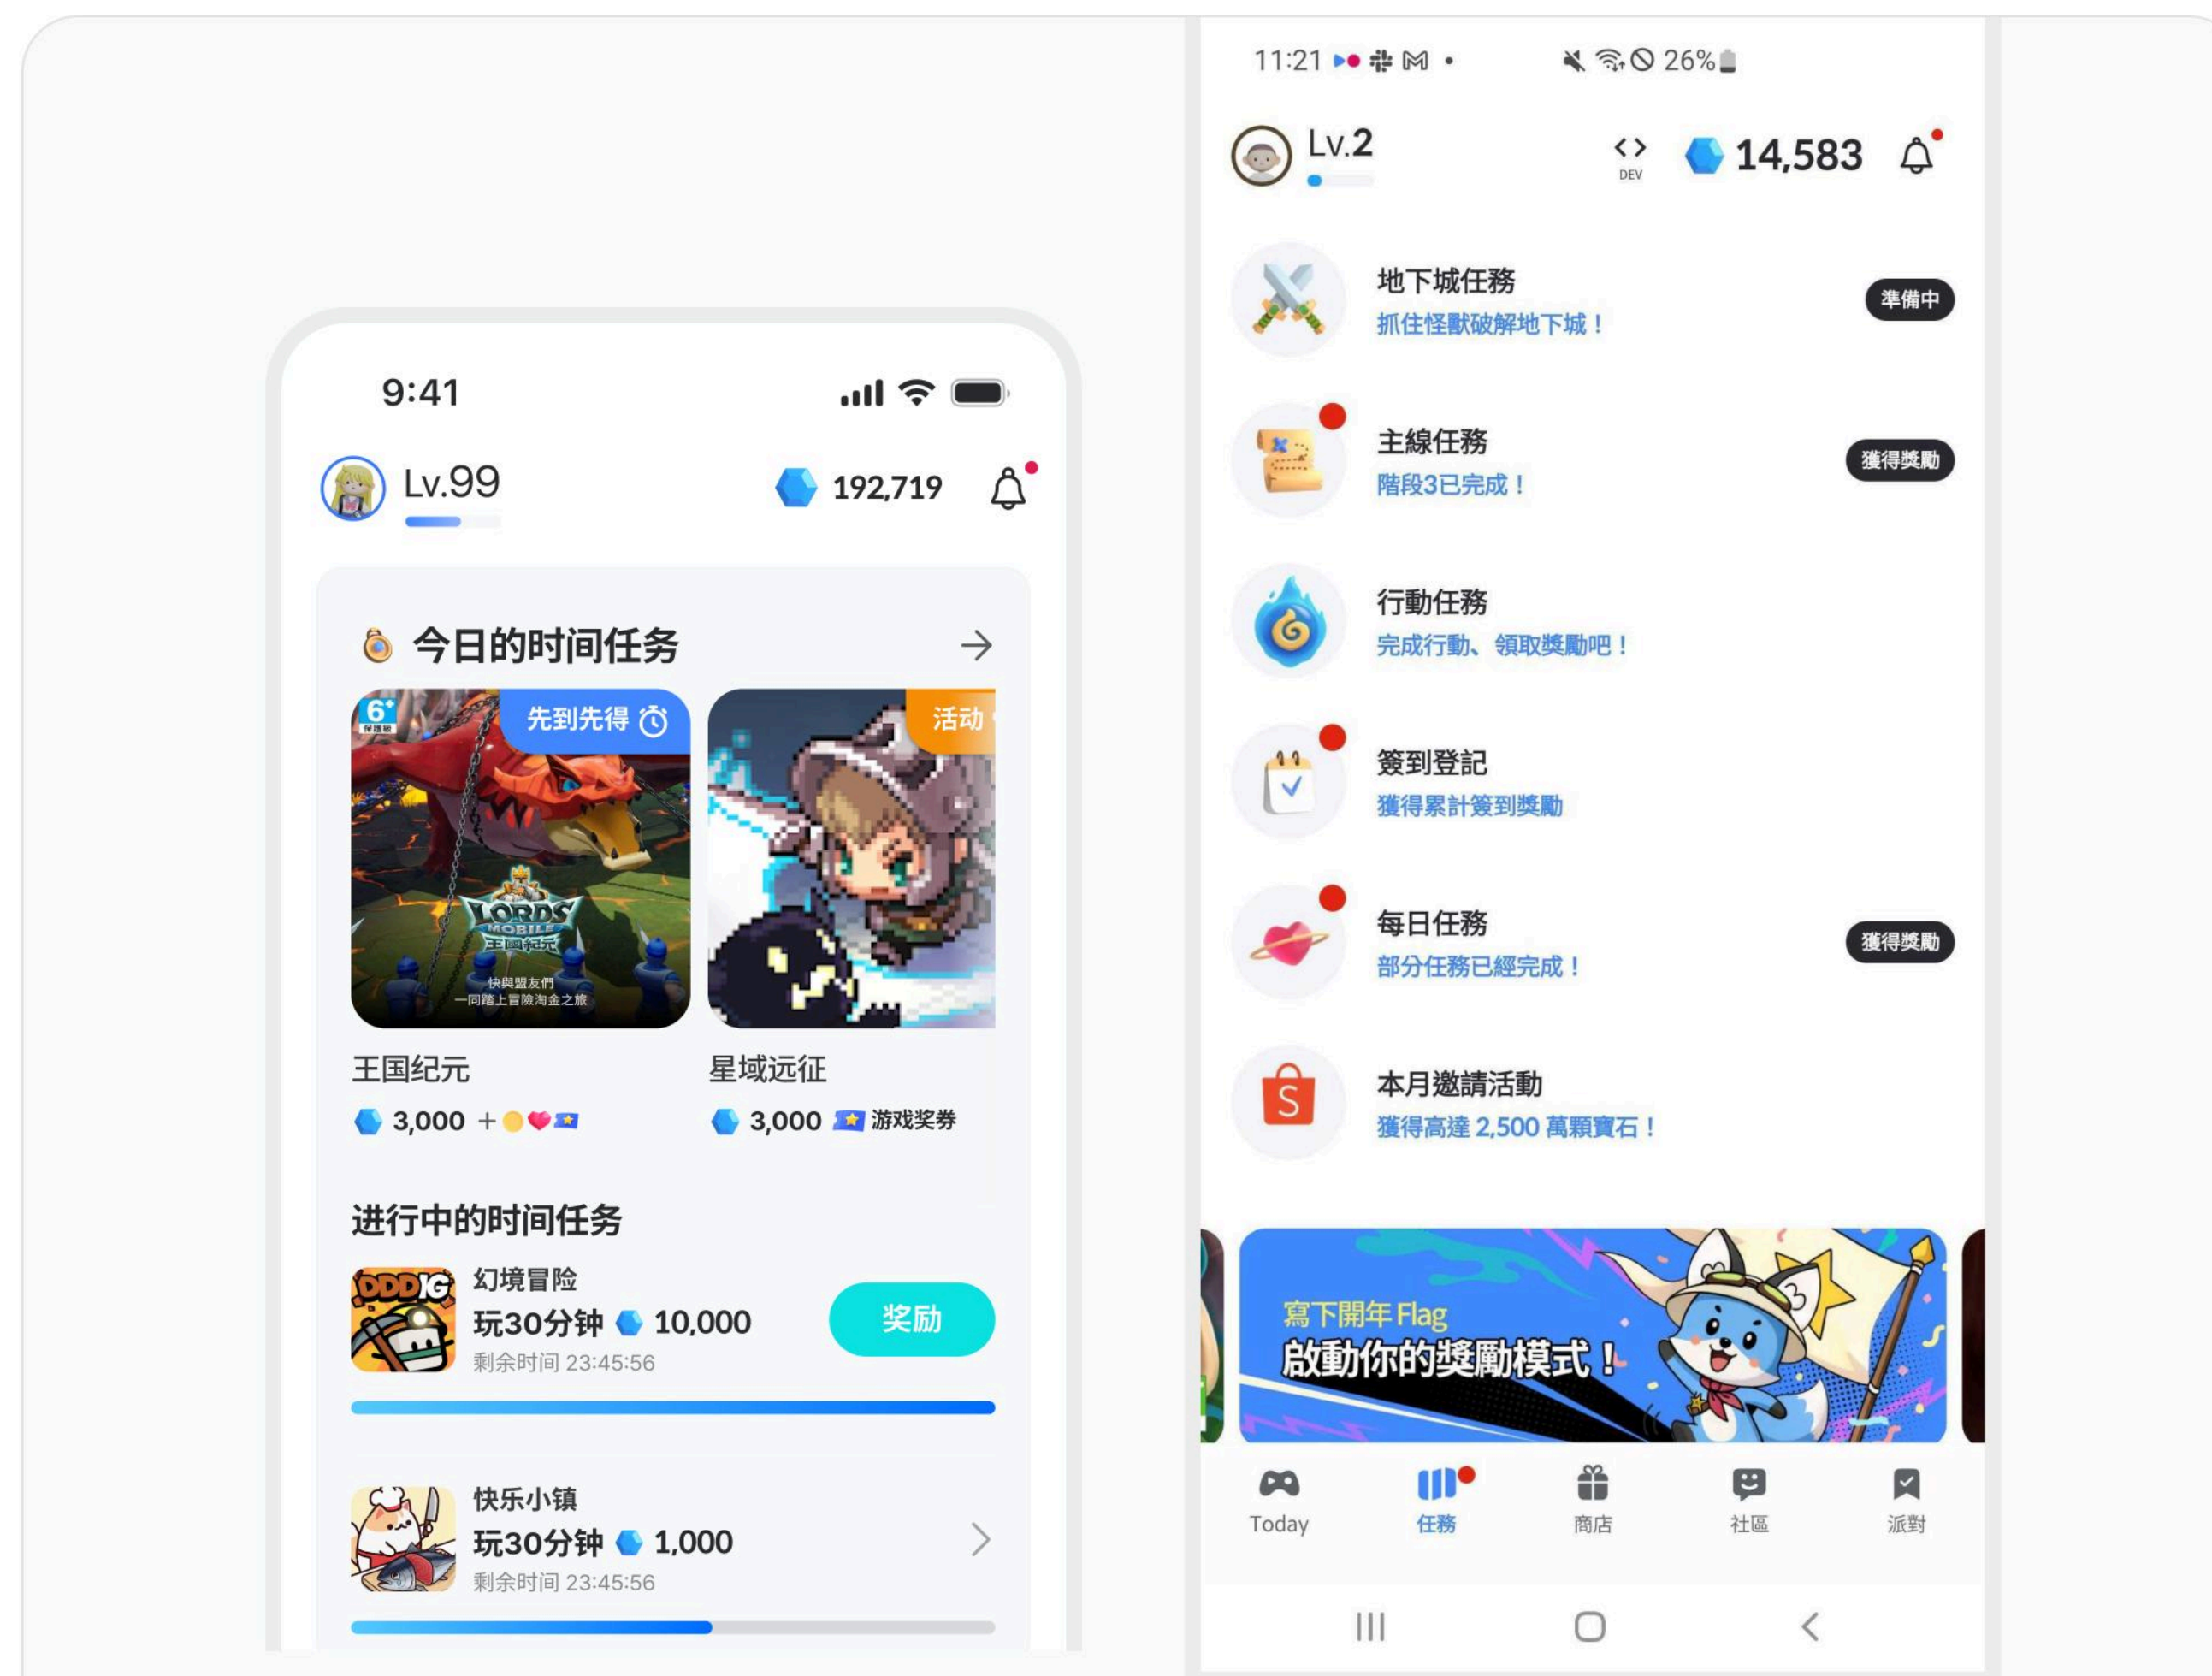 9:41
Lv.99
192,719
今日的时间任务
6+
保護級
先到先得
活动
LORDS
MOBILE
王國紀元
快與盟友們
一同踏上冒險淘金之旅
王国纪元
3,000 +
星域远征
3,000 游戏奖券
进行中的时间任务
DDDIG
幻境冒险
玩30分钟 10,000
剩余时间 23:45:56
奖励
快乐小镇
玩30分钟 1,000
剩余时间 23:45:56
11:21
26%
Lv.2
DEV
14,583
地下城任務
抓住怪獸破解地下城！
準備中
主線任務
階段3已完成！
獲得獎勵
行動任務
完成行動、領取獎勵吧！
簽到登記
獲得累計簽到獎勵
每日任務
部分任務已經完成！
獲得獎勵
S
本月邀請活動
獲得高達 2,500 萬顆寶石！
寫下開年 Flag
啟動你的獎勵模式！
Today
任務
商店
社區
派對